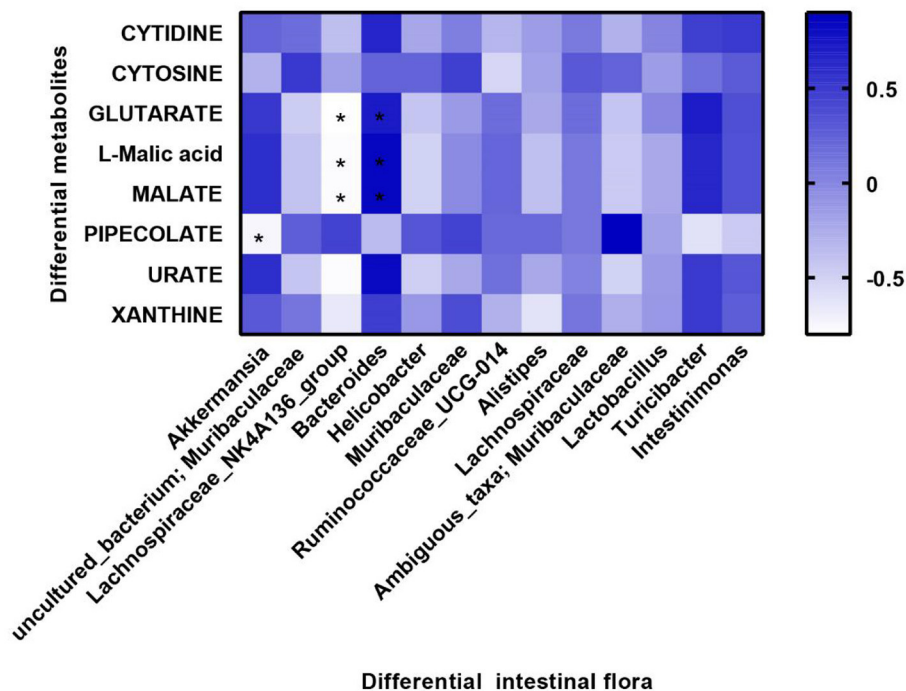 Differential metabolites
CYTIDINE
CYTOSINE
GLUTARATE
L-Malic acid
MALATE
PIPECOLATE
URATE
XANTHINE
* *
* *
* *
*
0.5
0
-0.5
Akkermansia
uncultured_bacterium; Muribaculaceae
Lachnospiraceae_NK4A136_group
Bacteroides
Helicobacter
Muribaculaceae
Ruminococcaceae_UCG-014
Alistipes
Lachnospiraceae
Ambiguous_taxa; Muribaculaceae
Lactobacillus
Turicibacter
Intestinimonas
Differential intestinal flora